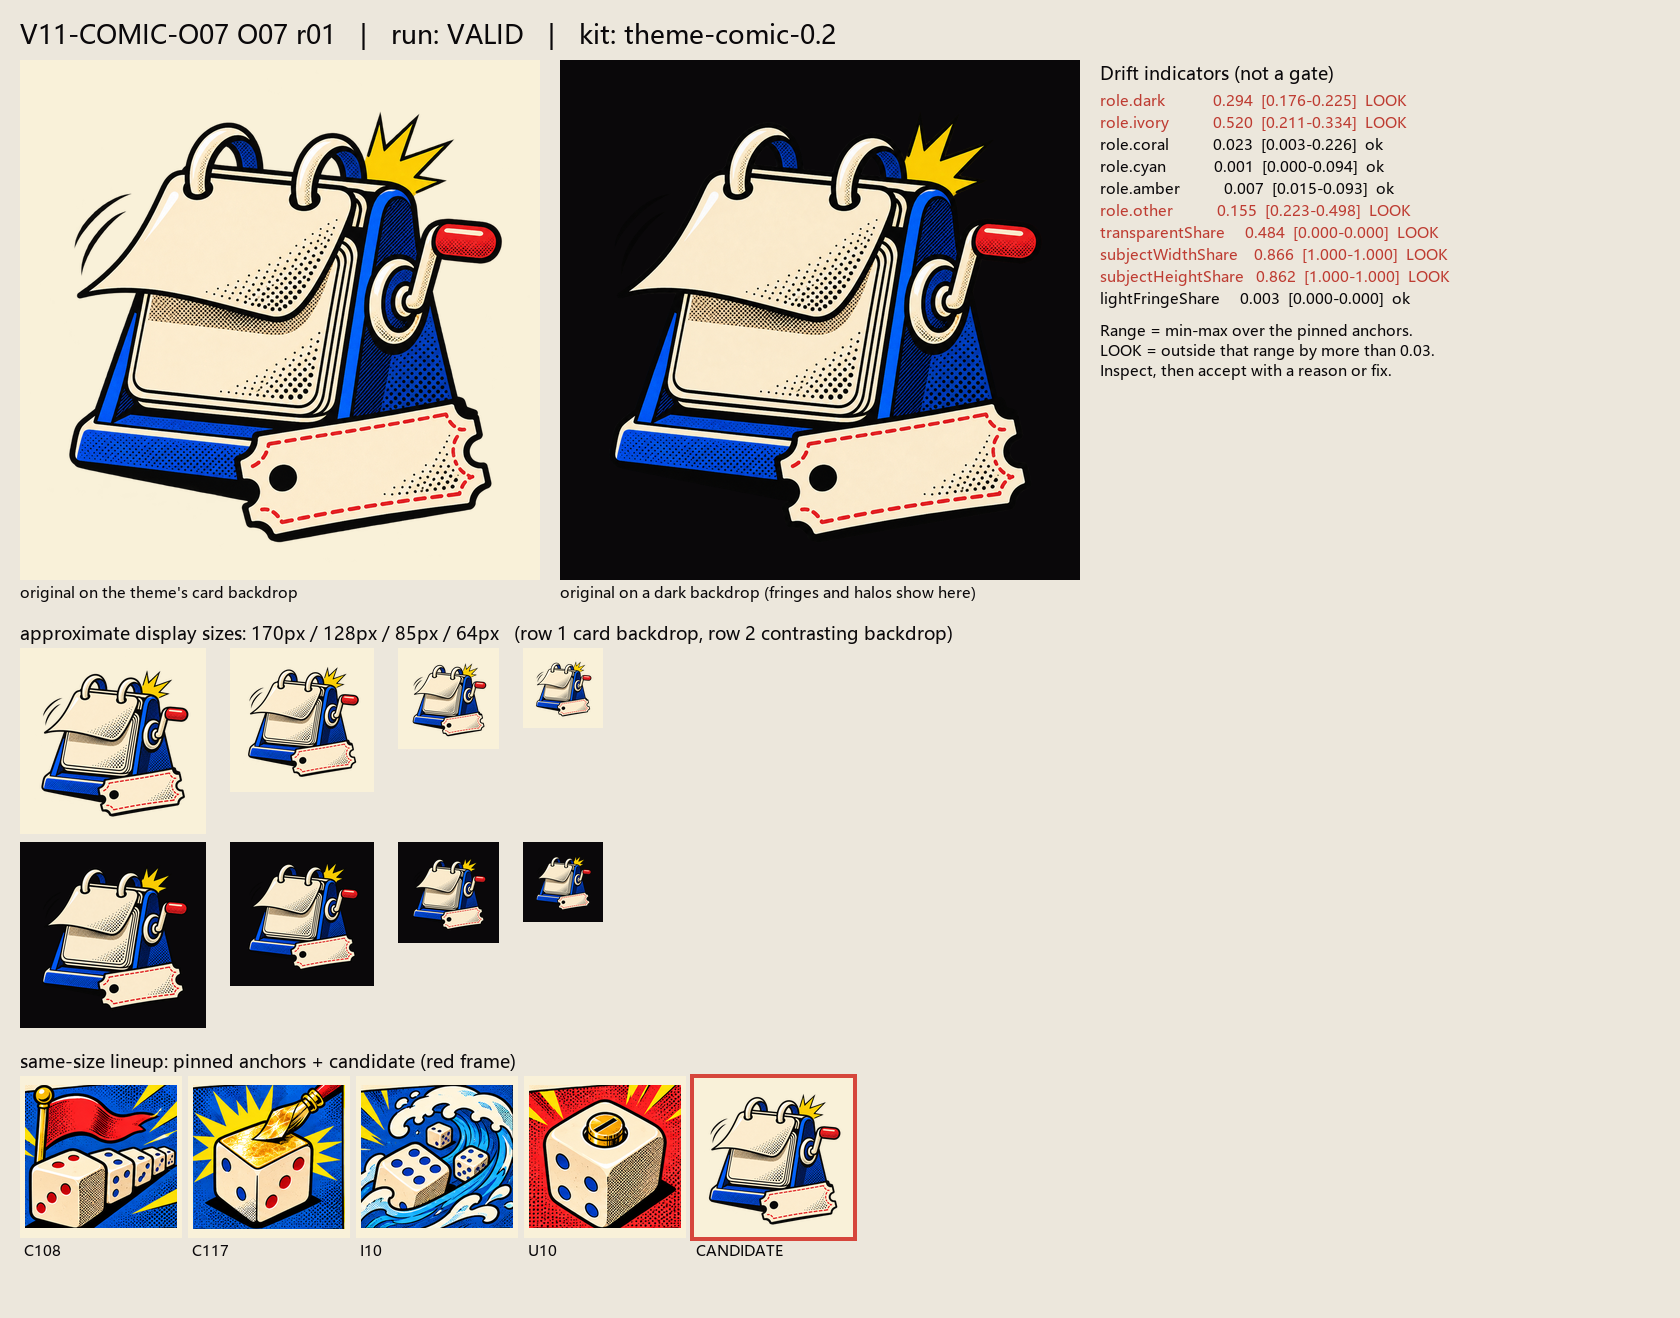 V11-COMIC-O07 O07 r01 | run: VALID | kit: theme-comic-0.2
Drift indicators (not a gate)
role.dark 0.294 [0.176-0.225] LOOK
role.ivory 0.520 [0.211-0.334] LOOK
role.coral 0.023 [0.003-0.226] ok
role.cyan 0.001 [0.000-0.094] ok
role.amber 0.007 [0.015-0.093] ok
role.other 0.155 [0.223-0.498] LOOK
transparentShare 0.484 [0.000-0.000] LOOK
subjectWidthShare 0.866 [1.000-1.000] LOOK
subjectHeightShare 0.862 [1.000-1.000] LOOK
lightFringeShare 0.003 [0.000-0.000] ok
Range = min-max over the pinned anchors.
LOOK = outside that range by more than 0.03.
Inspect, then accept with a reason or fix.
original on the theme's card backdrop
original on a dark backdrop (fringes and halos show here)
approximate display sizes: 170px / 128px / 85px / 64px (row 1 card backdrop, row 2 contrasting backdrop)
same-size lineup: pinned anchors + candidate (red frame)
C108
C117
I10
U10
CANDIDATE